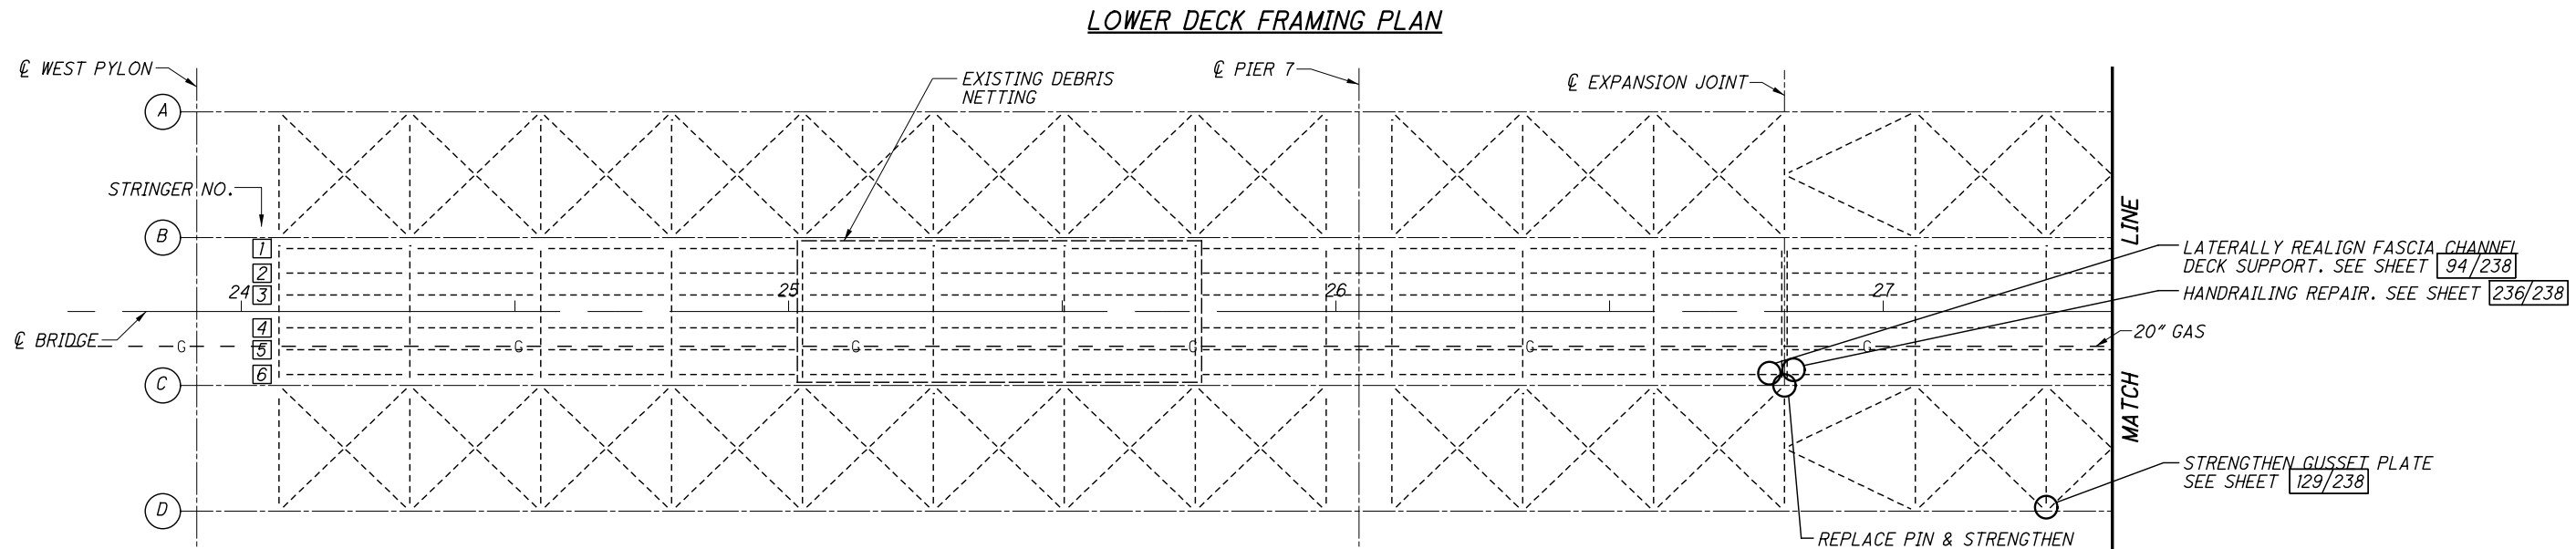 LOWER DECK FRAMING PLAN
℄ WEST PYLON
EXISTING DEBRIS
NETTING
℄ PIER 7
℄ EXPANSION JOINT
A
STRINGER NO.
B
1
2
3
4
5
6
24
25
26
27
℄ BRIDGE
G
G
G
G
G
G
C
D
MATCH LINE
LATERALLY REALIGN FASCIA CHANNEL
DECK SUPPORT. SEE SHEET 94/238
HANDRAILING REPAIR. SEE SHEET 236/238
20" GAS
STRENGTHEN GUSSET PLATE
SEE SHEET 129/238
REPLACE PIN & STRENGTHEN